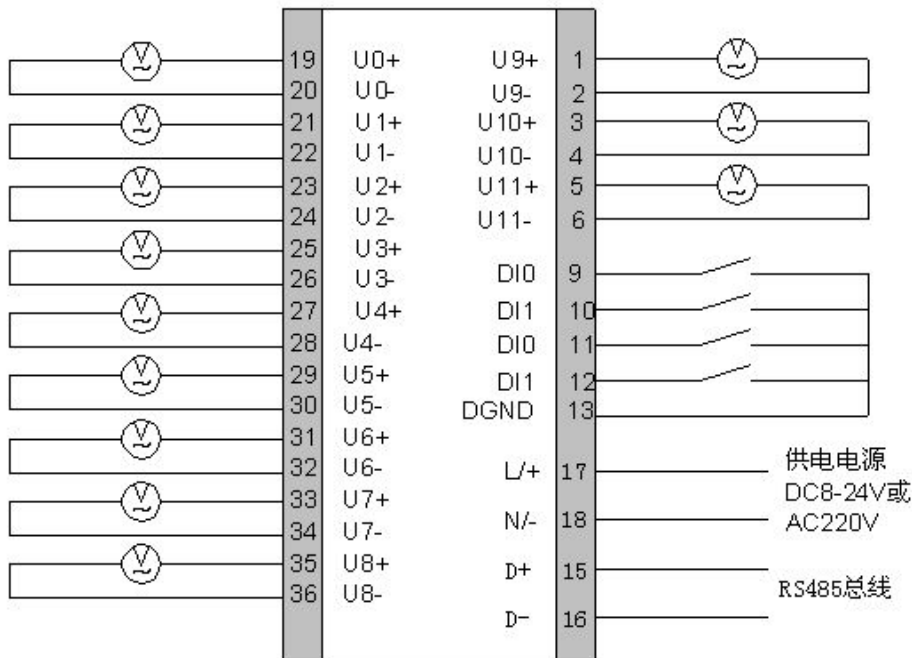 V
~
19 U0+ U9+ 1
V
~
20 U0- U9- 2
V
~
21 U1+ U10+ 3
V
~
22 U1- U10- 4
V
~
23 U2+ U11+ 5
V
~
24 U2- U11- 6
V
~
25 U3+
26 U3- DI0 9
V
~
27 U4+ DI1 10
28 U4- DI0 11
V
~
29 U5+ DI1 12
30 U5- DGND 13
V
~
31 U6+
32 U6- L/+ 17 供电电源
DC8-24V或
V
~
33 U7+
34 U7- N/- 18 AC220V
V
~
35 U8+ D+ 15
RS485总线
36 U8- D- 16